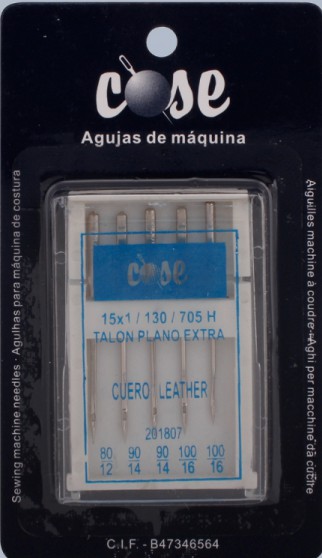 cose
Agujas de máquina
Sewing machine needles · Agulhas para máquina de costura
Aiguilles machine à coudre · Aghi per macchine da cucire
cose
15x1 / 130 / 705 H
TALON PLANO EXTRA
CUERO LEATHER
201807
80 90 90 100 100
12 14 14 16 16
C.I.F. - B47346564